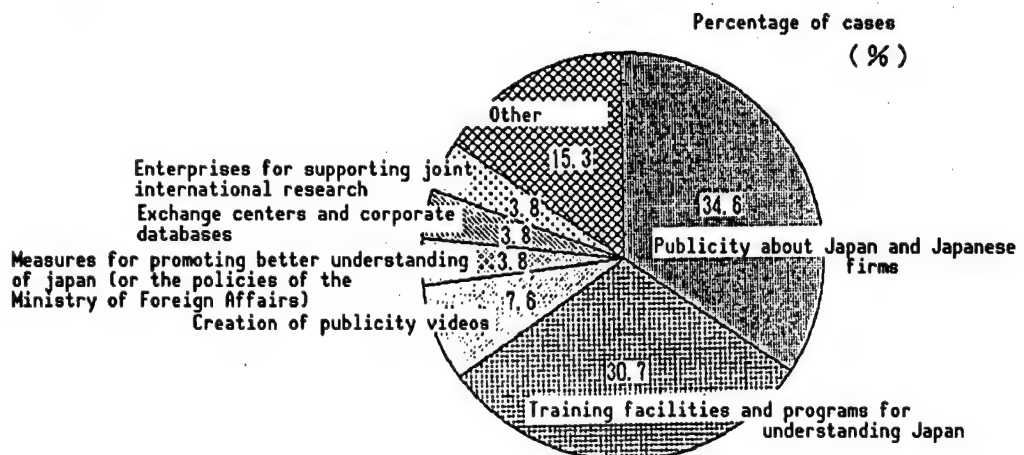 Percentage of cases
(%)
Other
15.3
Enterprises for supporting joint
international research
3.8
Exchange centers and corporate
databases
3.8
Measures for promoting better understanding
of japan (or the policies of the
Ministry of Foreign Affairs)
3.8
Creation of publicity videos
7.6
34.6
Publicity about Japan and Japanese
firms
30.7
Training facilities and programs for
understanding Japan